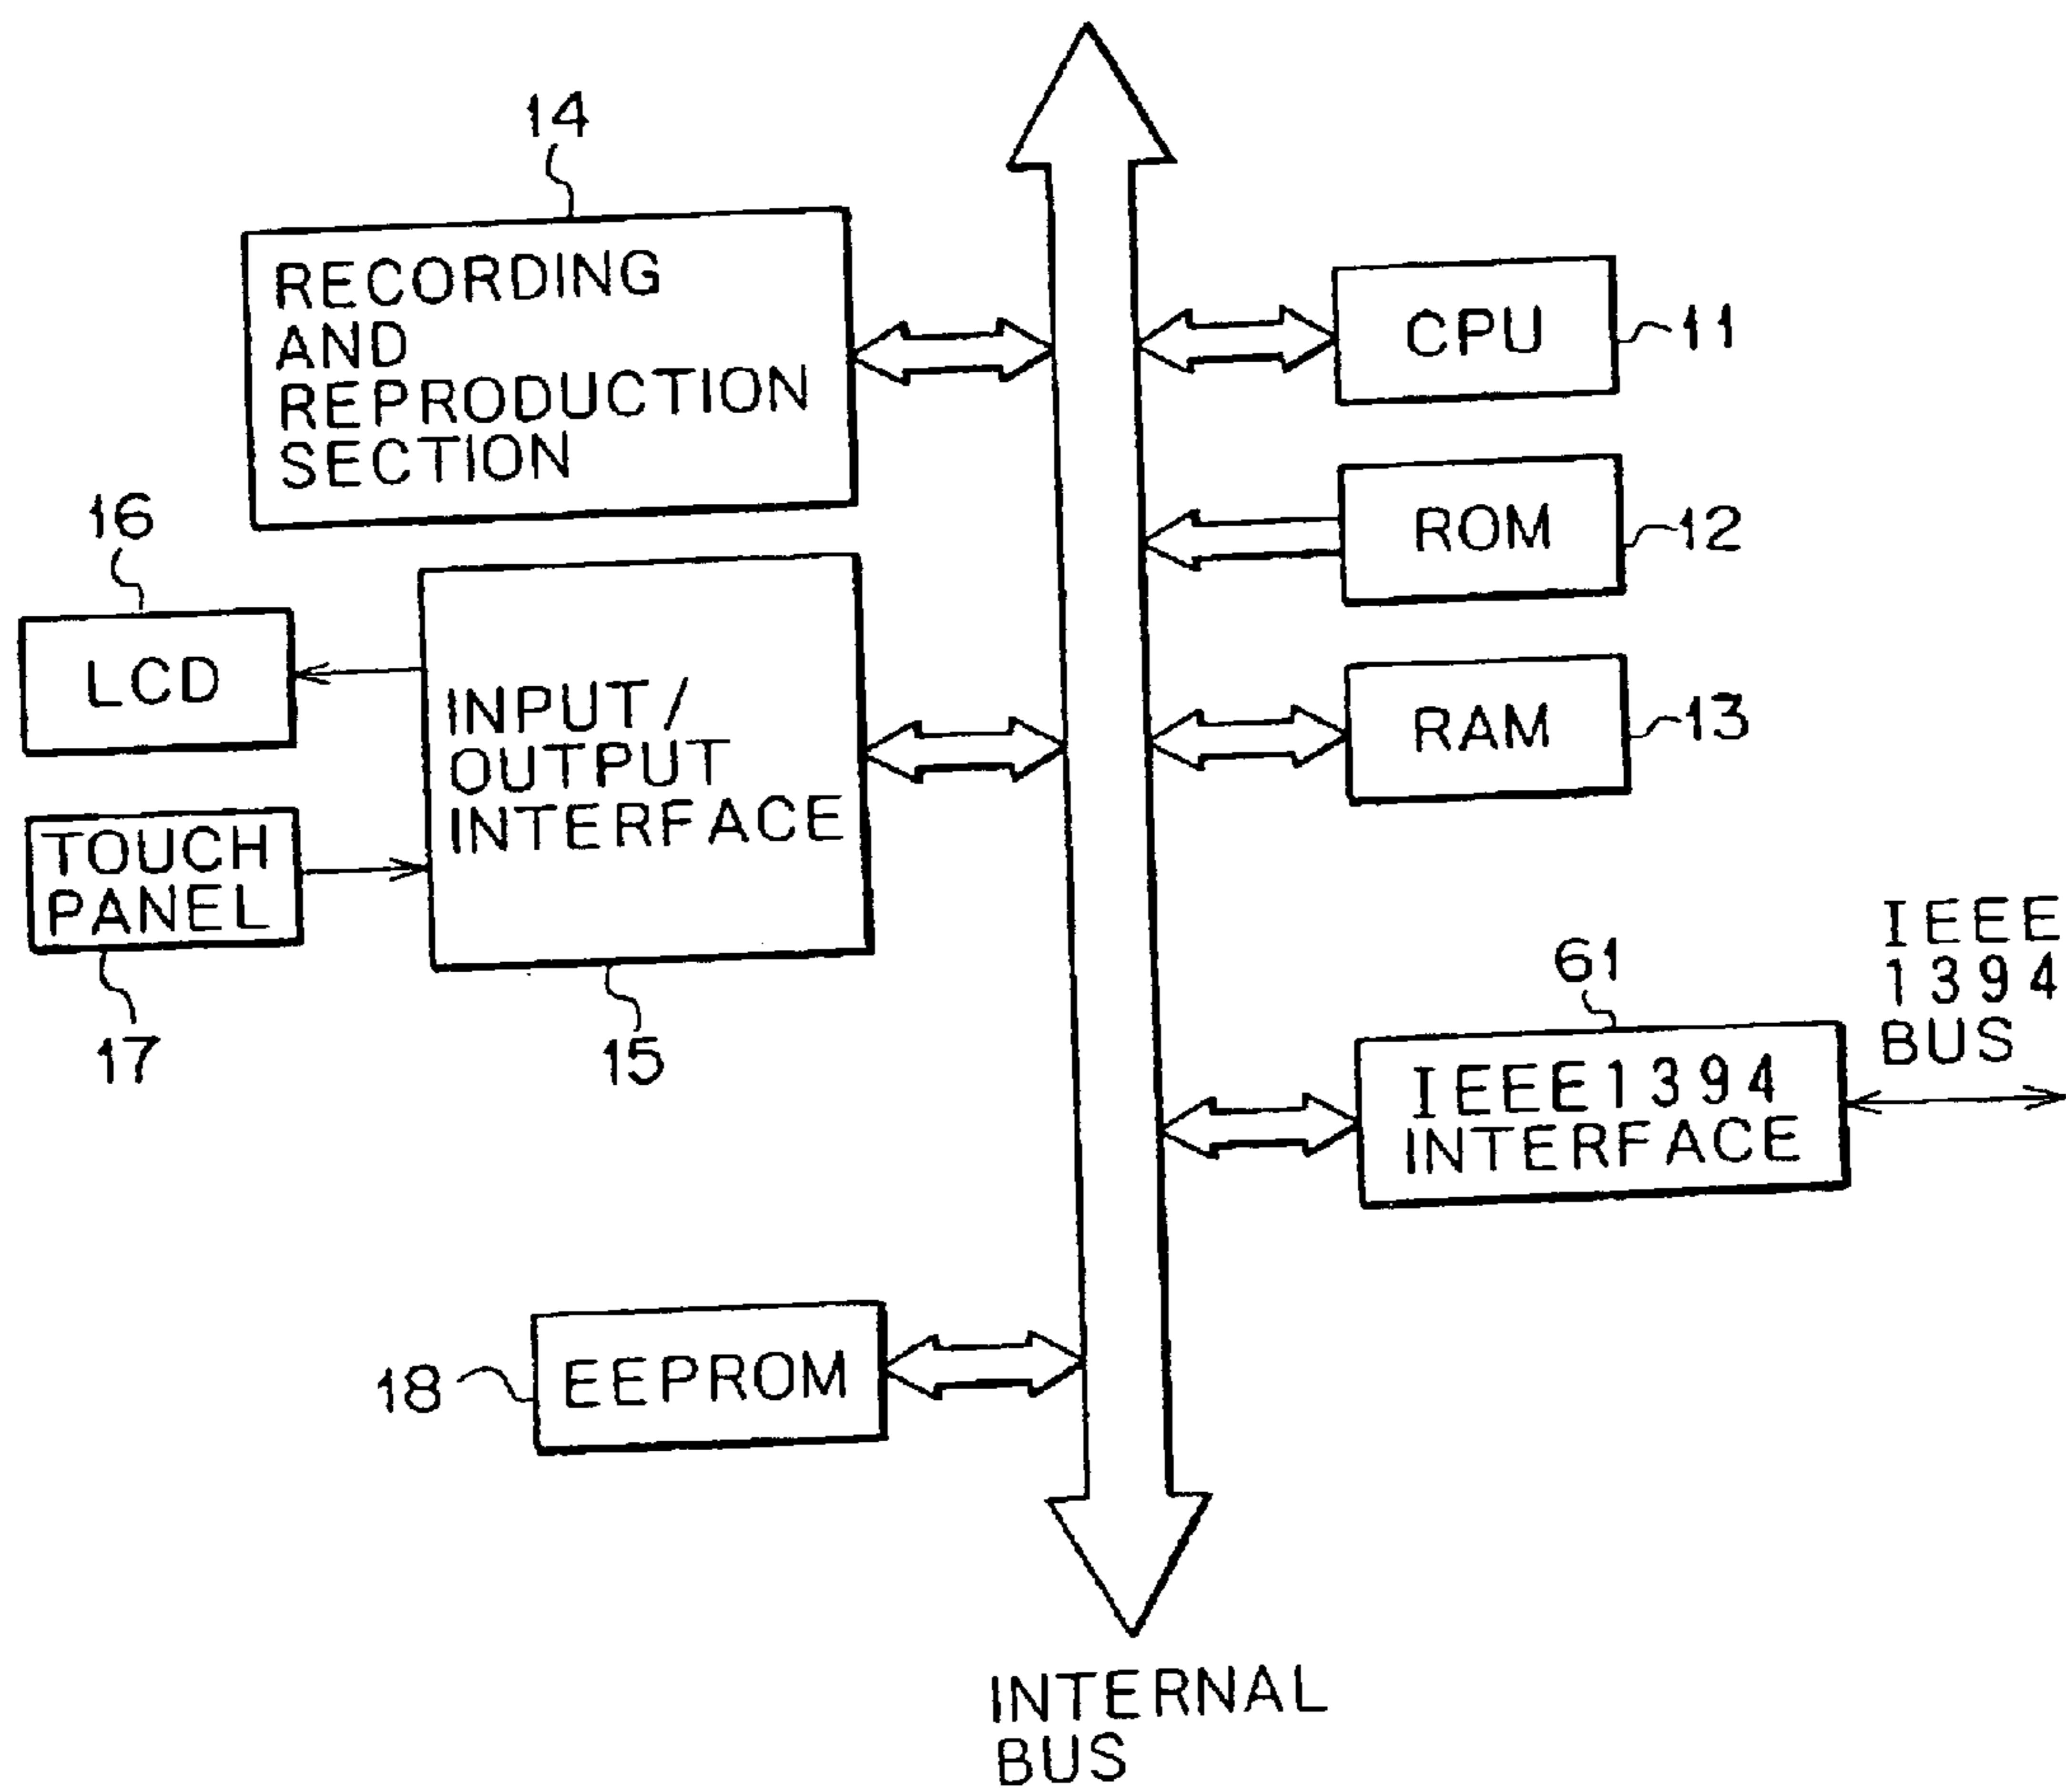 14
RECORDING
AND
REPRODUCTION
SECTION
CPU
11
16
ROM
12
LCD
INPUT/
OUTPUT
INTERFACE
RAM
13
TOUCH
PANEL
17
15
61
IEEE
1394
BUS
IEEE1394
INTERFACE
18
EEPROM
INTERNAL
BUS